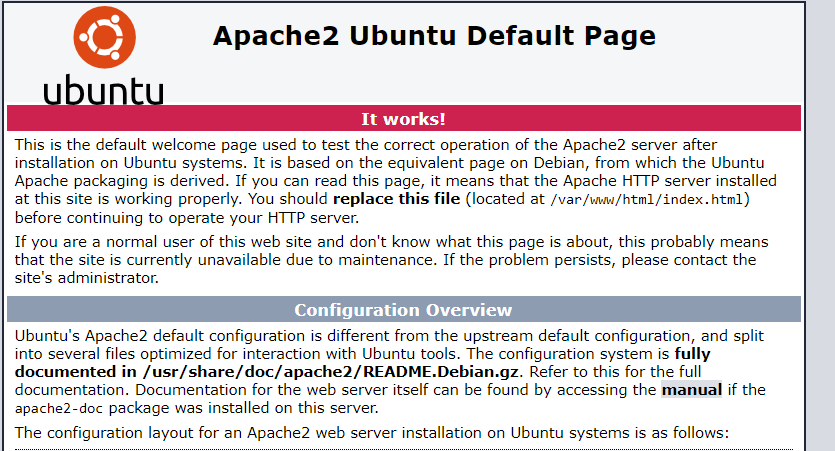 Apache2 Ubuntu Default Page
ubuntu
It works!
This is the default welcome page used to test the correct operation of the Apache2 server after
installation on Ubuntu systems. It is based on the equivalent page on Debian, from which the Ubuntu
Apache packaging is derived. If you can read this page, it means that the Apache HTTP server installed
at this site is working properly. You should replace this file (located at /var/www/html/index.html)
before continuing to operate your HTTP server.
If you are a normal user of this web site and don't know what this page is about, this probably means
that the site is currently unavailable due to maintenance. If the problem persists, please contact the
site's administrator.
Configuration Overview
Ubuntu's Apache2 default configuration is different from the upstream default configuration, and split
into several files optimized for interaction with Ubuntu tools. The configuration system is fully
documented in /usr/share/doc/apache2/README.Debian.gz. Refer to this for the full
documentation. Documentation for the web server itself can be found by accessing the manual if the
apache2-doc package was installed on this server.
The configuration layout for an Apache2 web server installation on Ubuntu systems is as follows: